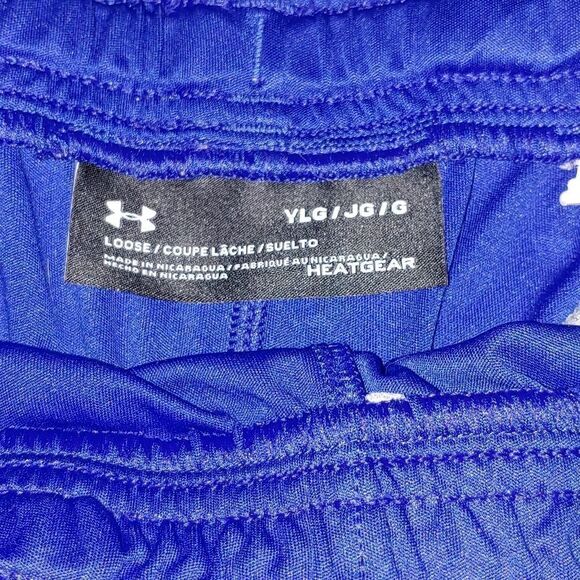 YLG / JG / G
LOOSE / COUPE LÂCHE / SUELTO
MADE IN NICARAGUA / FABRIQUÉ AU NICARAGUA /
HECHO EN NICARAGUA
HEATGEAR